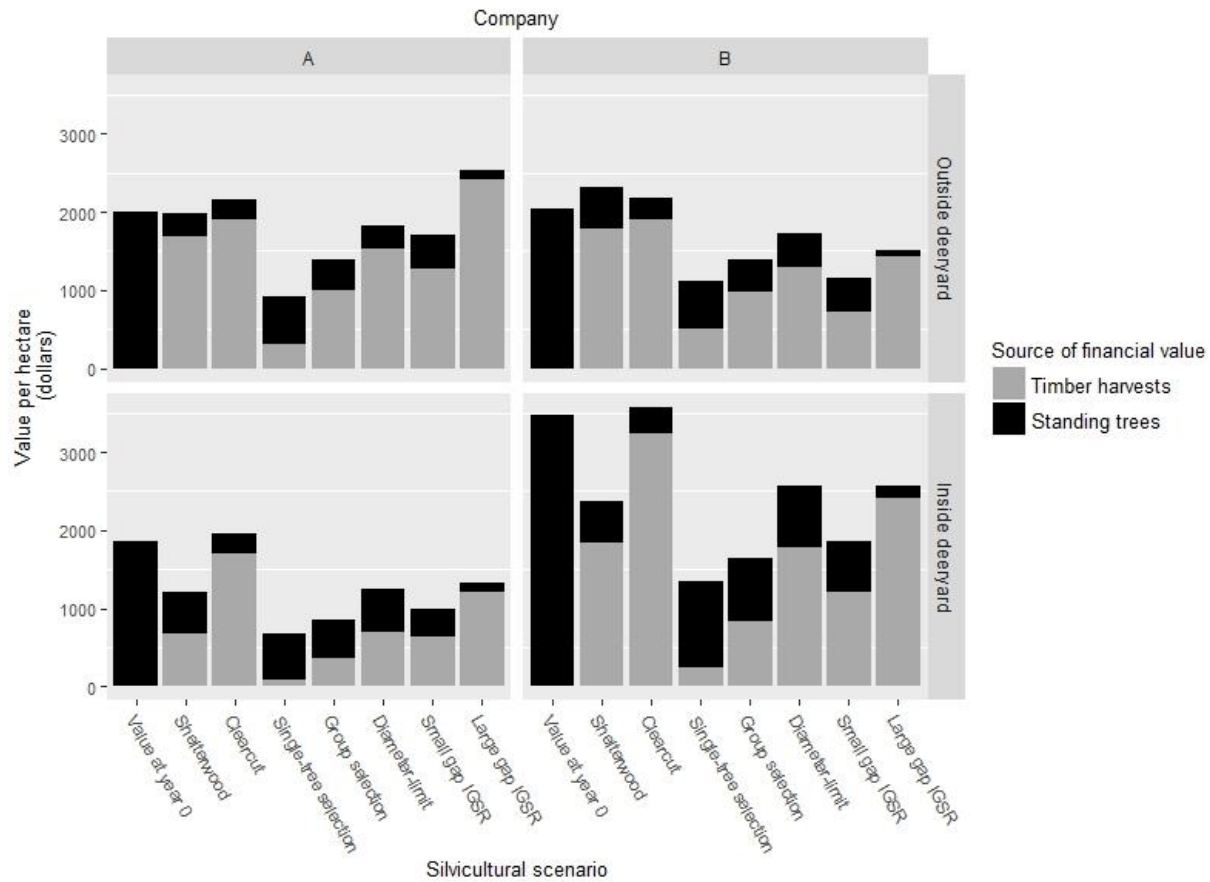 Company
A
B
Value per hectare
(dollars)
3000
2000
1000
0
Outside deeryard
3000
2000
1000
0
Inside deeryard
Source of financial value
Timber harvests
Standing trees
Value at year 0
Shelterwood
Clearcut
Single-tree selection
Group selection
Diameter-limit
Small gap IGSR
Large gap IGSR
Value at year 0
Shelterwood
Clearcut
Single-tree selection
Group selection
Diameter-limit
Small gap IGSR
Large gap IGSR
Silvicultural scenario